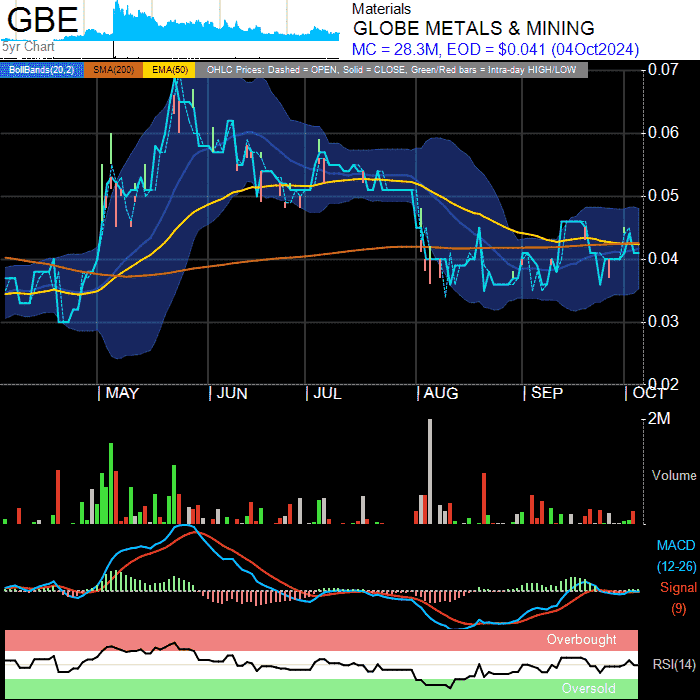 GBE
5yr Chart
Materials
GLOBE METALS & MINING
MC = 28.3M, EOD = $0.041 (04Oct2024)
BollBands(20,2) SMA(200) EMA(50) OHLC Prices: Dashed = OPEN, Solid = CLOSE, Green/Red bars = Intra-day HIGH/LOW
0.07
0.06
0.05
0.04
0.03
0.02
MAY JUN JUL AUG SEP OCT
2M
Volume
MACD
(12-26)
Signal
(9)
Overbought
RSI(14)
Oversold